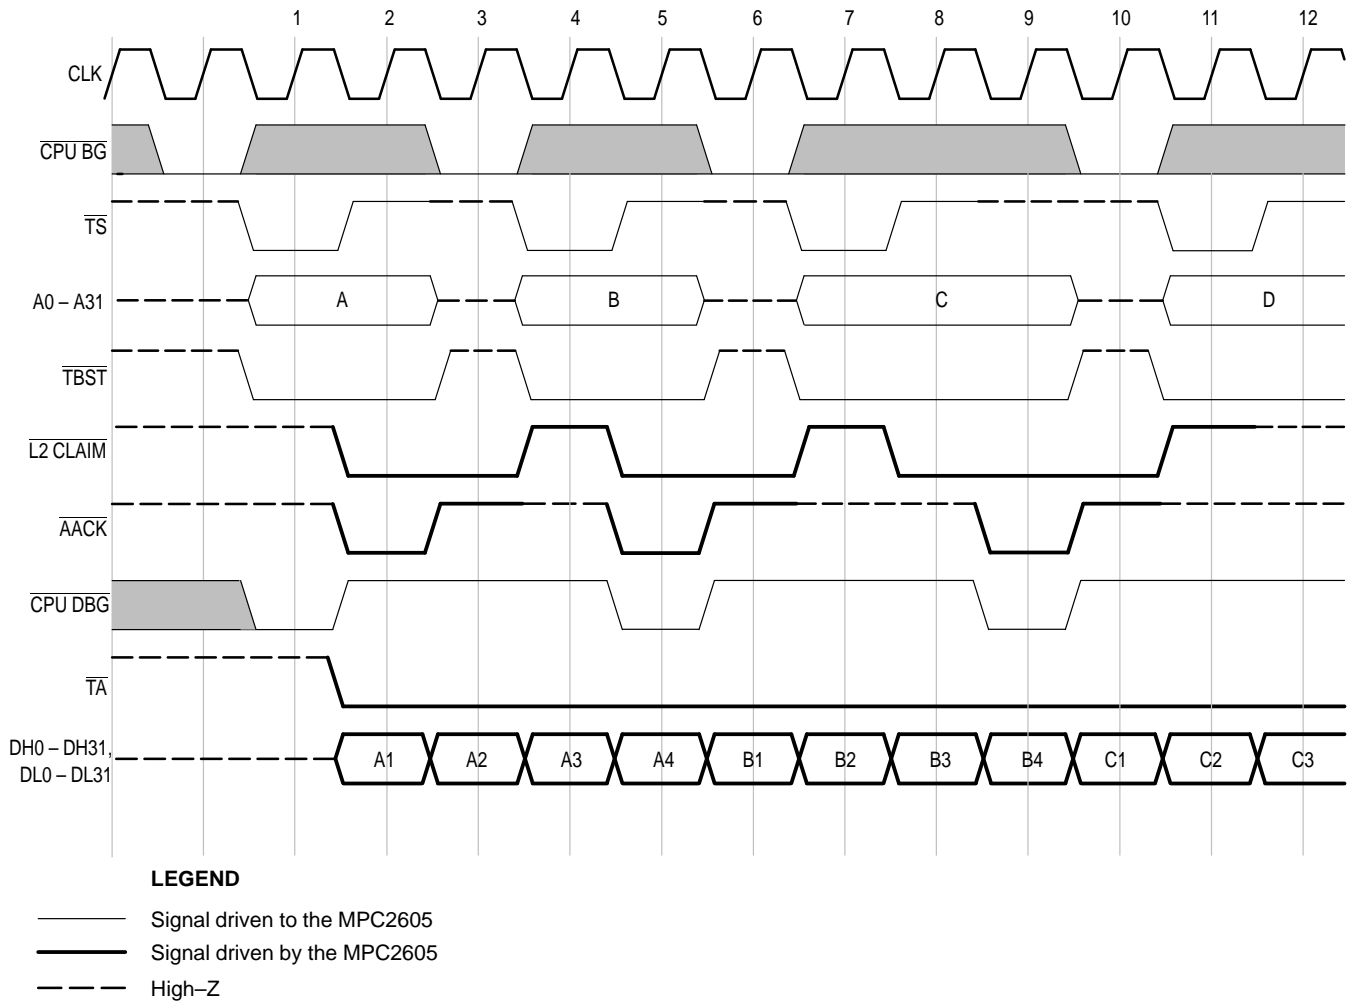 1 2 3 4 5 6 7 8 9 10 11 12
CLK
CPU BG
TS
A0 – A31
A B C D
TBST
L2 CLAIM
AACK
CPU DBG
TA
DH0 – DH31,
DL0 – DL31
A1 A2 A3 A4 B1 B2 B3 B4 C1 C2 C3
LEGEND
Signal driven to the MPC2605
Signal driven by the MPC2605
High–Z